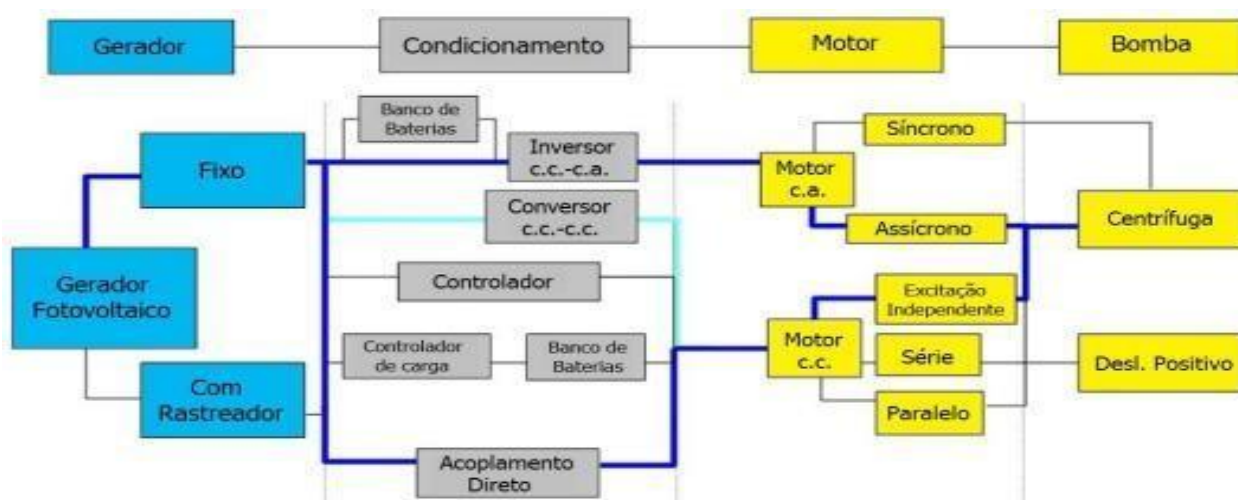 Gerador
Condicionamento
Motor
Bomba
Banco de
Baterias
Síncrono
Fixo
Inversor
c.c.-c.a.
Motor
c.a.
Conversor
c.c.-c.c.
Assícrono
Centrífuga
Gerador
Fotovoltaico
Controlador
Excitação
Independente
Controlador
de carga
Banco de
Baterias
Motor
c.c.
Série
Desl. Positivo
Com
Rastreador
Paralelo
Acoplamento
Direto